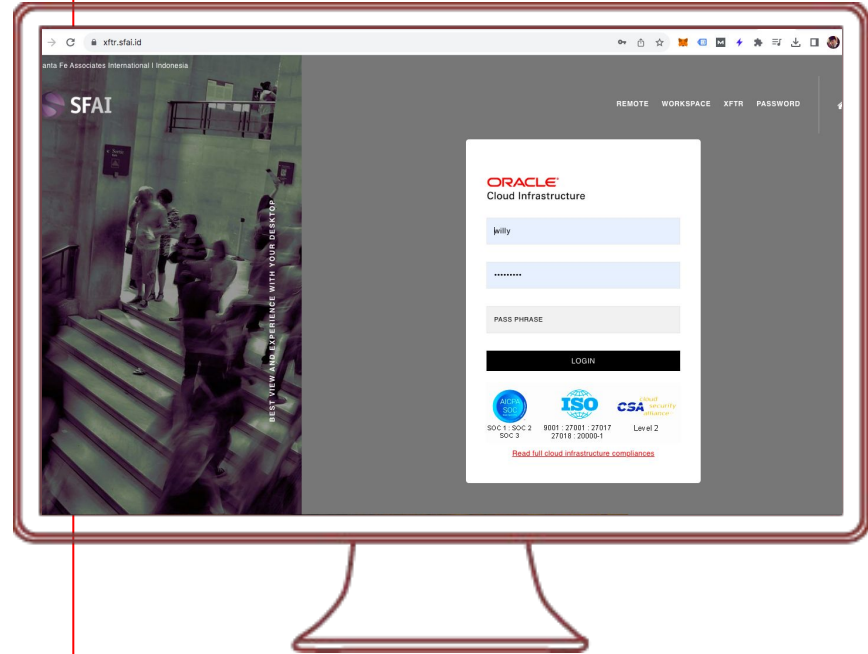 xftr.sfai.id
anta Fe Associates International I Indonesia
SFAI
REMOTE WORKSPACE XFTR PASSWORD
BEST VIEW AND EXPERIENCE WITH YOUR DESKTOP
ORACLE
Cloud Infrastructure
willy
PASS PHRASE
LOGIN
AICPA
SOC
ISO
cloud
CSA security
alliance
SOC 1 : SOC 2
SOC 3
9001 : 27001 : 27017
27018 : 20000-1
Level 2
Read full cloud infrastructure compliances